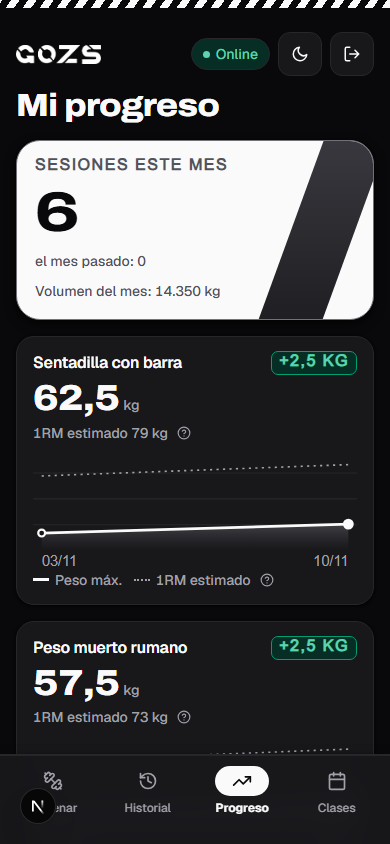 GOZS
Online
Mi progreso
SESIONES ESTE MES
6
el mes pasado: 0
Volumen del mes: 14.350 kg
Sentadilla con barra
+2,5 KG
62,5 kg
1RM estimado 79 kg ?
03/11
10/11
Peso máx.
1RM estimado ?
Peso muerto rumano
+2,5 KG
57,5 kg
1RM estimado 73 kg ?
N
enar
Historial
Progreso
Clases